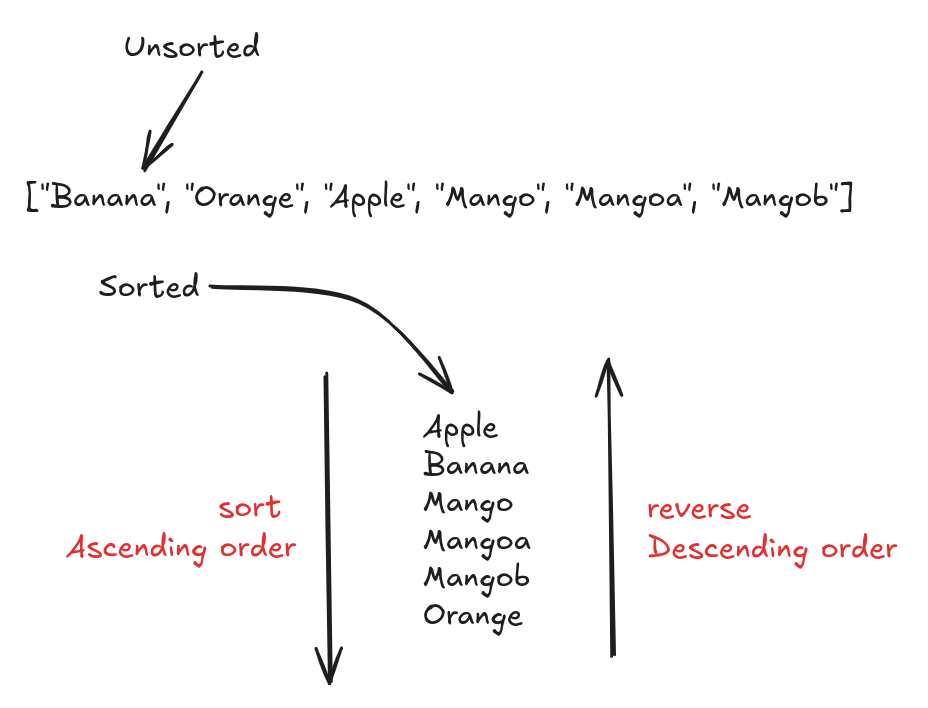 Unsorted
["Banana", "Orange", "Apple", "Mango", "Mangoa", "Mangob"]
Sorted
Apple
Banana
Mango
Mangoa
Mangob
Orange
sort
Ascending order
reverse
Descending order